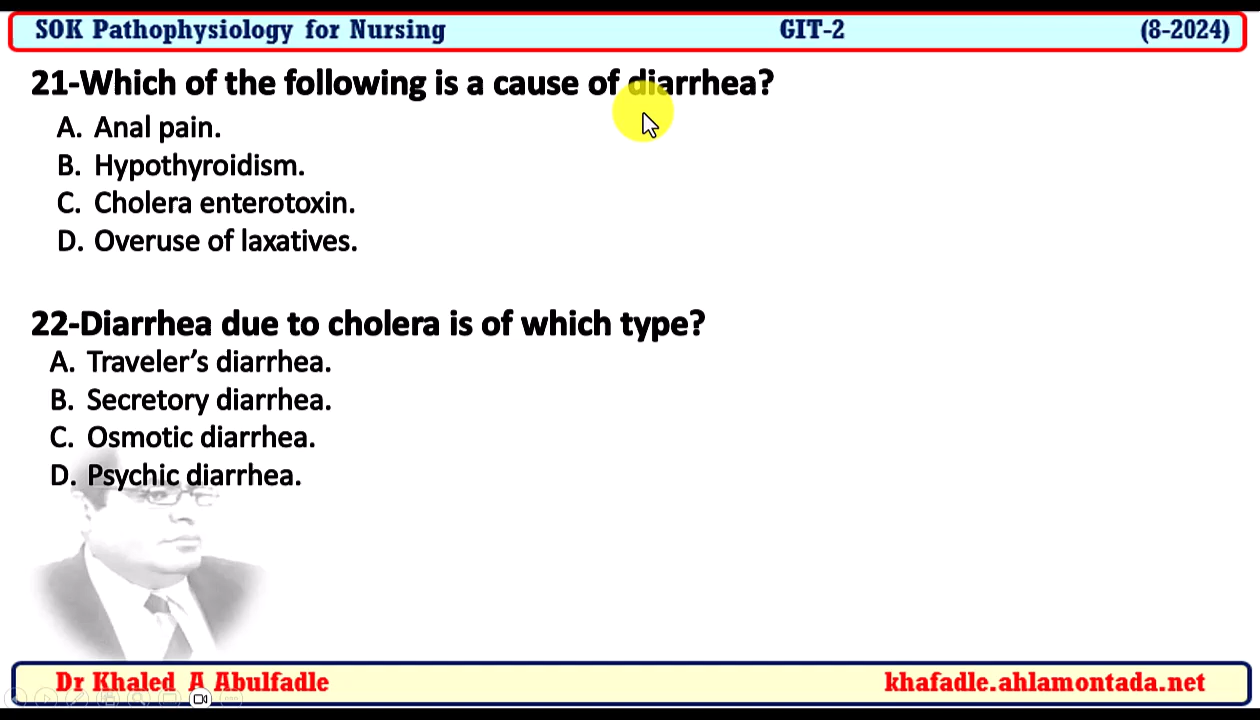 SOK Pathophysiology for Nursing GIT-2 (8-2024)
21-Which of the following is a cause of diarrhea?
A. Anal pain.
B. Hypothyroidism.
C. Cholera enterotoxin.
D. Overuse of laxatives.
22-Diarrhea due to cholera is of which type?
A. Traveler’s diarrhea.
B. Secretory diarrhea.
C. Osmotic diarrhea.
D. Psychic diarrhea.
Dr Khaled A Abulfadle khafadle.ahlamontada.net